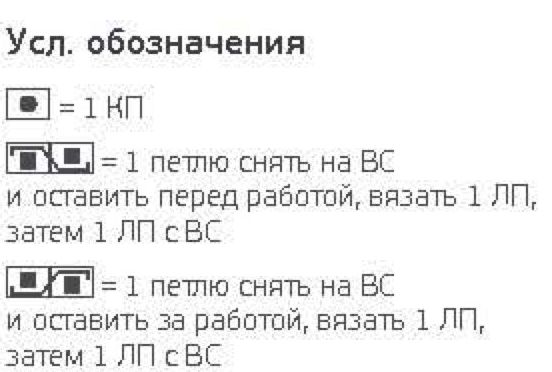 Усл. обозначения
= 1 КП
= 1 петлю снять на ВС
и оставить перед работой, вязать 1 ЛП,
затем 1 ЛП с ВС
= 1 петлю снять на ВС
и оставить за работой, вязать 1 ЛП,
затем 1 ЛП с ВС